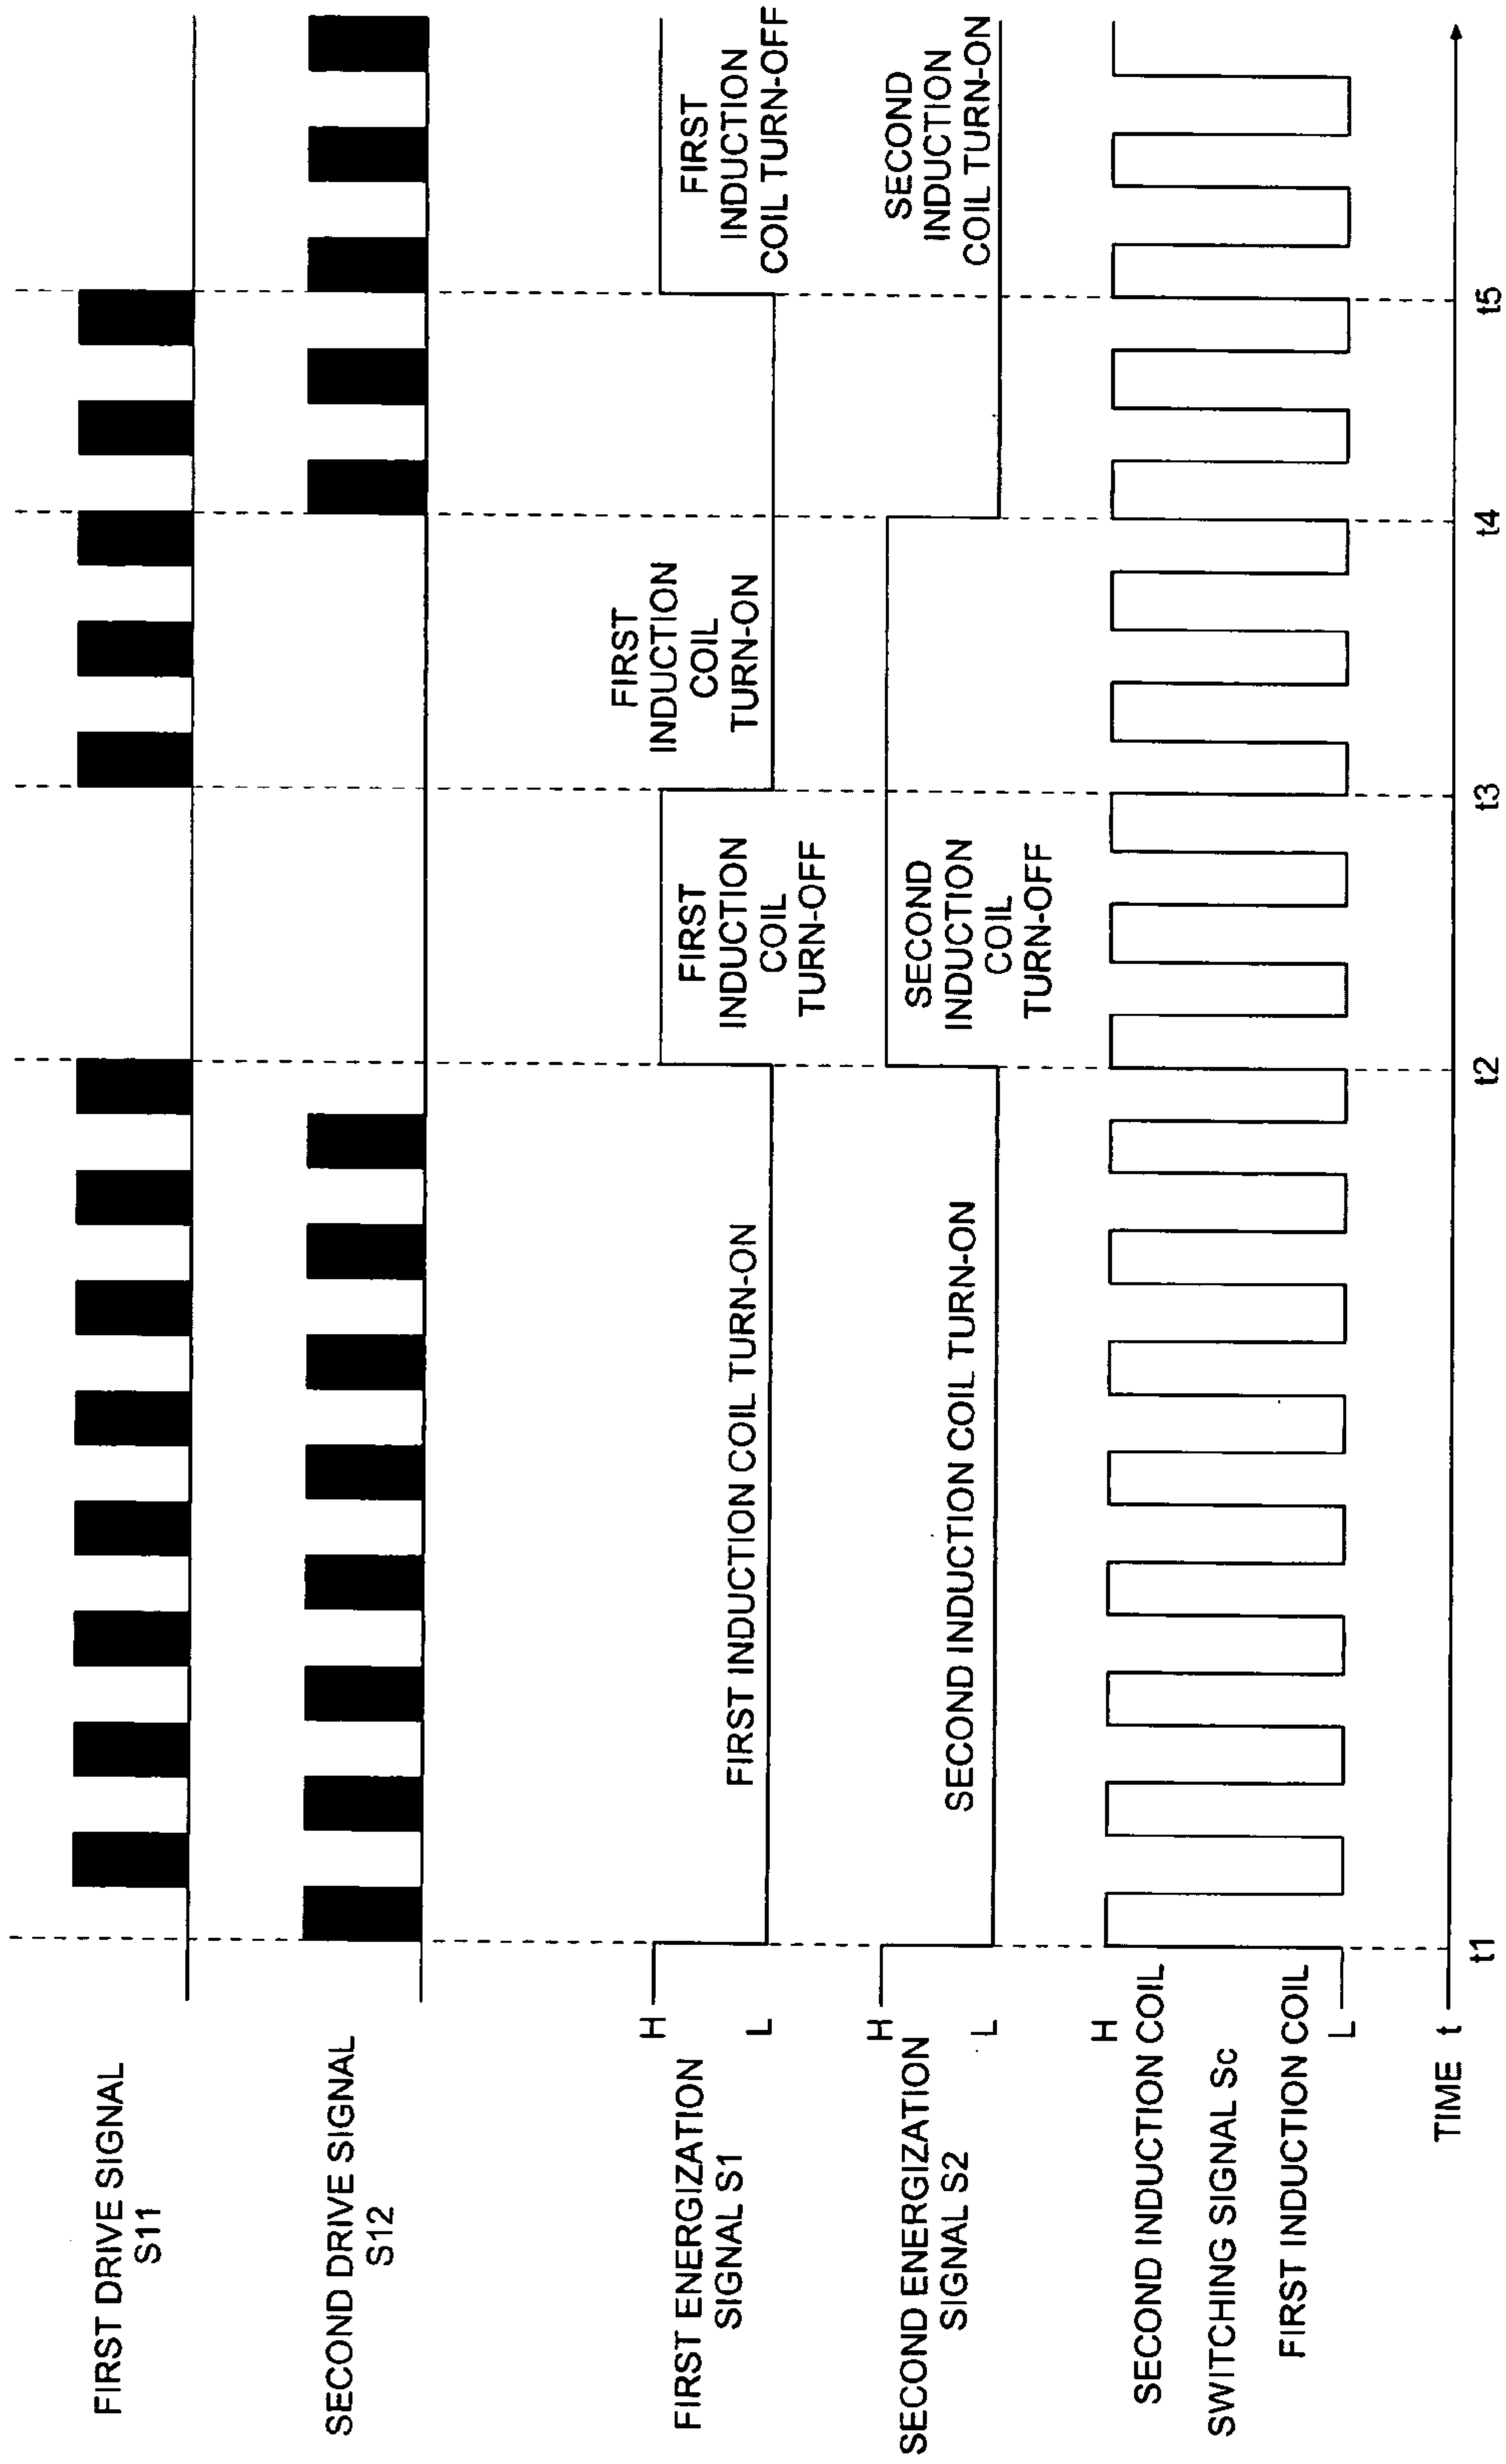 FIRST DRIVE SIGNAL
S11
SECOND DRIVE SIGNAL
S12
FIRST ENERGIZATION
SIGNAL S1
H
L
FIRST INDUCTION COIL TURN-ON
FIRST
INDUCTION
COIL
TURN-OFF
FIRST
INDUCTION
COIL
TURN-ON
FIRST
INDUCTION
COIL TURN-OFF
SECOND ENERGIZATION
SIGNAL S2
H
L
SECOND INDUCTION COIL TURN-ON
SECOND
INDUCTION
COIL
TURN-OFF
SECOND
INDUCTION
COIL TURN-ON
H
SECOND INDUCTION COIL
SWITCHING SIGNAL Sc
FIRST INDUCTION COIL
L
TIME t
t1
t2
t3
t4
t5